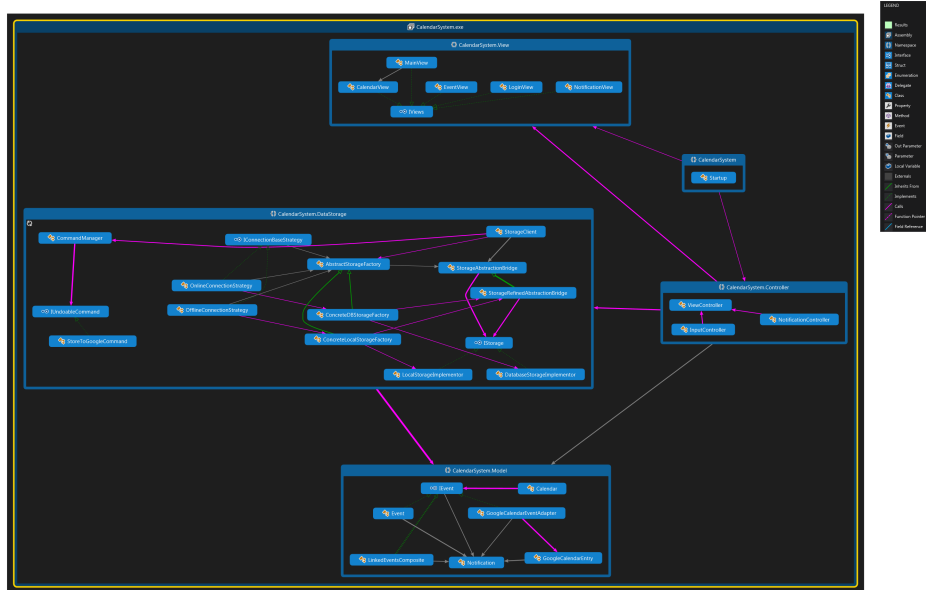 CalendarSystem.exe
CalendarSystem.View
MainView
CalendarView
EventView
LoginView
NotificationView
IViews
CalendarSystem
Startup
CalendarSystem.DataStorage
CommandManager
IConnectionBaseStrategy
StorageClient
AbstractStorageFactory
StorageAbstractionBridge
OnlineConnectionStrategy
StorageRefinedAbstractionBridge
OfflineConnectionStrategy
ConcreteDBStorageFactory
IUndoableCommand
StoreToGoogleCommand
ConcreteLocalStorageFactory
IStorage
LocalStorageImplementor
DatabaseStorageImplementor
CalendarSystem.Controller
ViewController
NotificationController
InputController
CalendarSystem.Model
IEvent
Calendar
Event
GoogleCalendarEventAdapter
LinkedEventsComposite
Notification
GoogleCalendarEntry
LEGEND
Results
Assembly
Namespace
Interface
Struct
Enumeration
Delegate
Class
Property
Method
Event
Field
Out Parameter
Parameter
Local Variable
Externals
Inherits From
Implements
Calls
Function Pointer
Field Reference